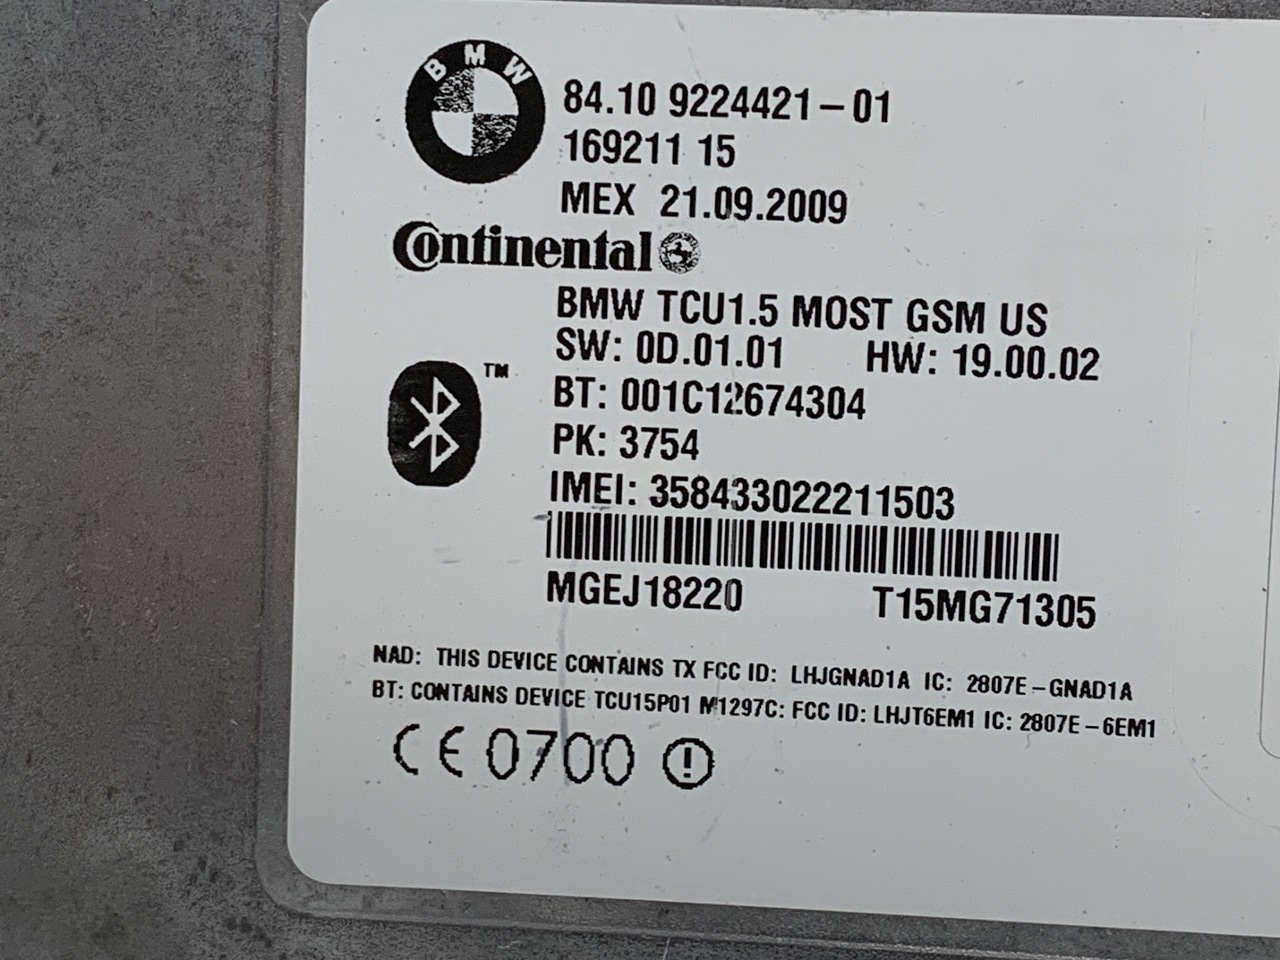 BMW
84.10 9224421-01
169211 15
MEX 21.09.2009
Continental
BMW TCU1.5 MOST GSM US
SW: 0D.01.01 HW: 19.00.02
TM
BT: 001C12674304
PK: 3754
IMEI: 358433022211503
MGEJ18220 T15MG71305
NAD: THIS DEVICE CONTAINS TX FCC ID: LHJGNAD1A IC: 2807E-GNAD1A
BT: CONTAINS DEVICE TCU15P01 M1297C: FCC ID: LHJT6EM1 IC: 2807E-6EM1
CE 0700 !